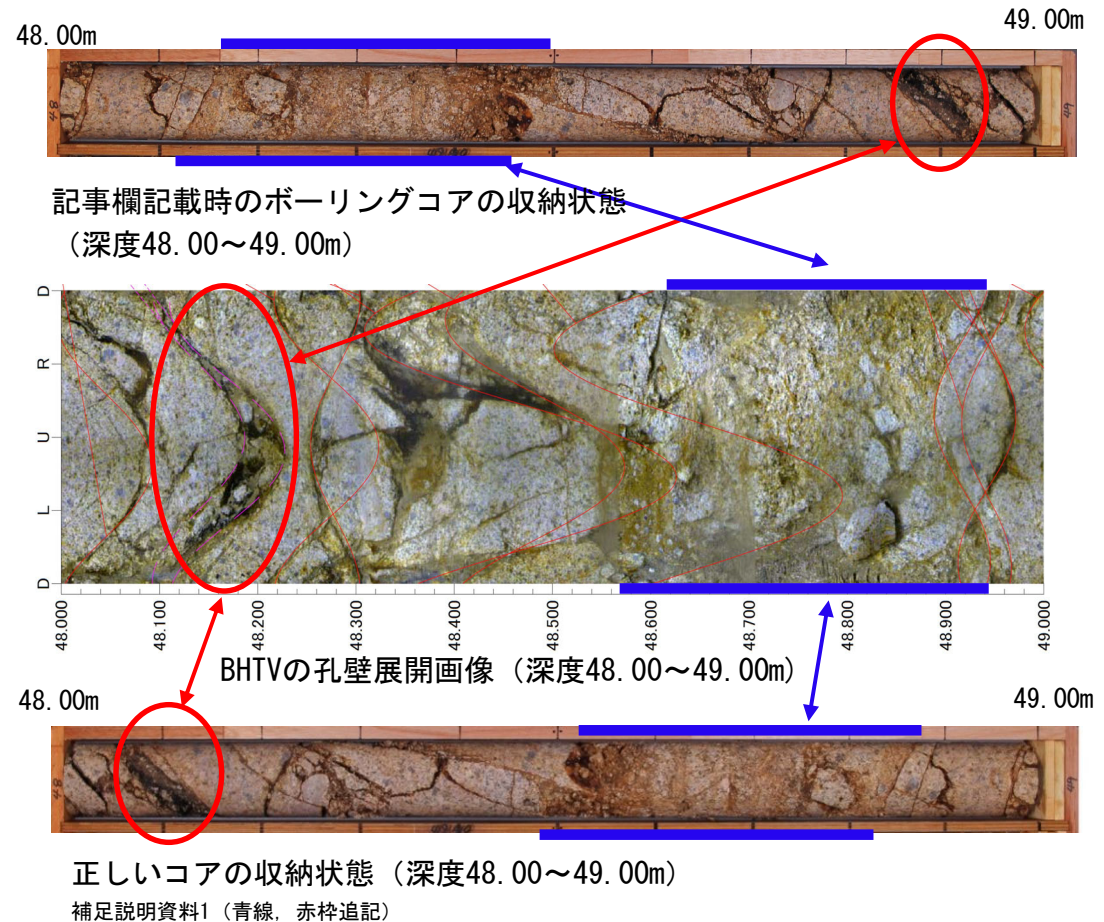 48.00m
49.00m
記事欄記載時のボーリングコアの収納状態
(深度48.00～49.00m)
D
R
U
L
D
48.000
48.100
48.200
48.300
48.400
48.500
48.600
48.700
48.800
48.900
49.000
BHTVの孔壁展開画像（深度48.00～49.00m）
48.00m
49.00m
正しいコアの収納状態（深度48.00～49.00m）
補足説明資料1（青線，赤枠追記）